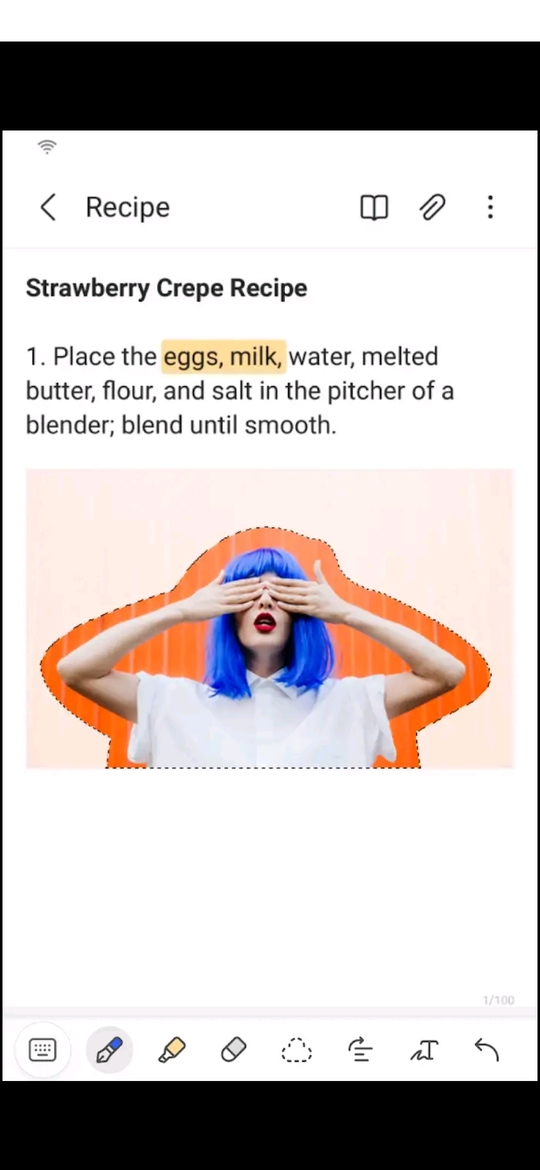 Recipe
Strawberry Crepe Recipe
1. Place the eggs, milk, water, melted
butter, flour, and salt in the pitcher of a
blender; blend until smooth.
1/100